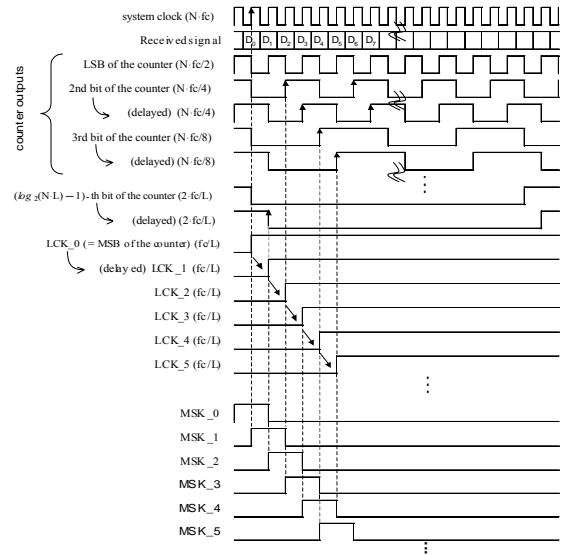 system clock (N·fc)
Received signal
D0 D1 D2 D3 D4 D5 D6 D7
LSB of the counter (N·fc/2)
2nd bit of the counter (N·fc/4)
(delayed) (N·fc/4)
3rd bit of the counter (N·fc/8)
(delayed) (N·fc/8)
counter outputs
(log 2(N·L) – 1)-th bit of the counter (2·fc/L)
(delayed) (2·fc/L)
LCK_0 (= MSB of the counter) (fc/L)
(delayed) LCK_1 (fc/L)
LCK_2 (fc/L)
LCK_3 (fc/L)
LCK_4 (fc/L)
LCK_5 (fc/L)
MSK_0
MSK_1
MSK_2
MSK_3
MSK_4
MSK_5